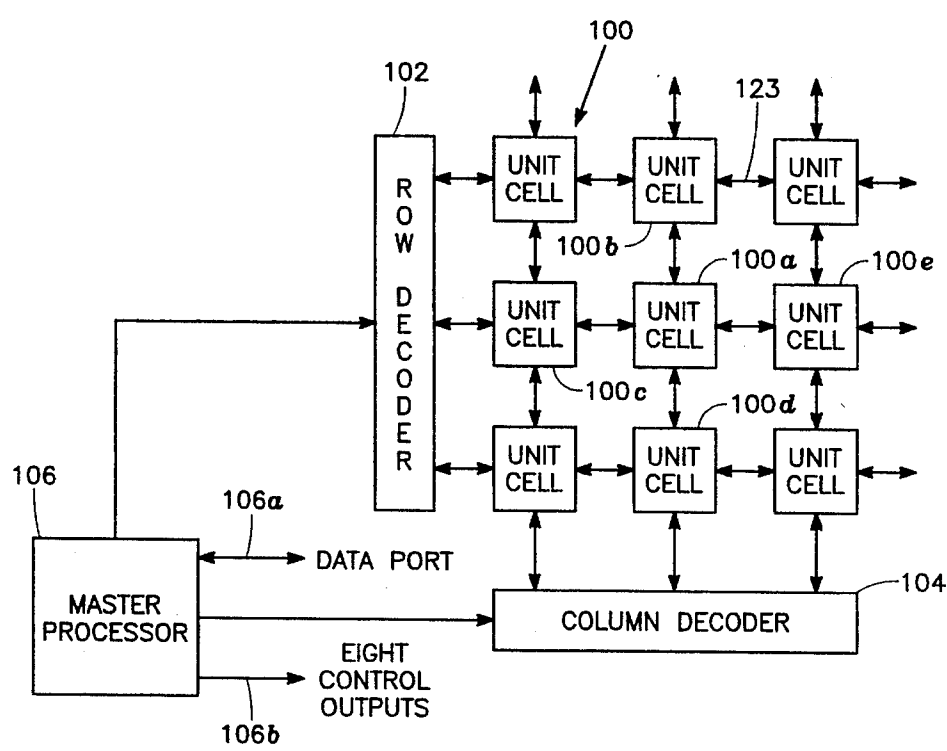 100
102
123
UNIT CELL
UNIT CELL
UNIT CELL
ROW DECODER
100b
100a
100e
UNIT CELL
UNIT CELL
UNIT CELL
100c
100d
UNIT CELL
UNIT CELL
UNIT CELL
106
106a
DATA PORT
104
MASTER
PROCESSOR
COLUMN DECODER
EIGHT
CONTROL
OUTPUTS
106b